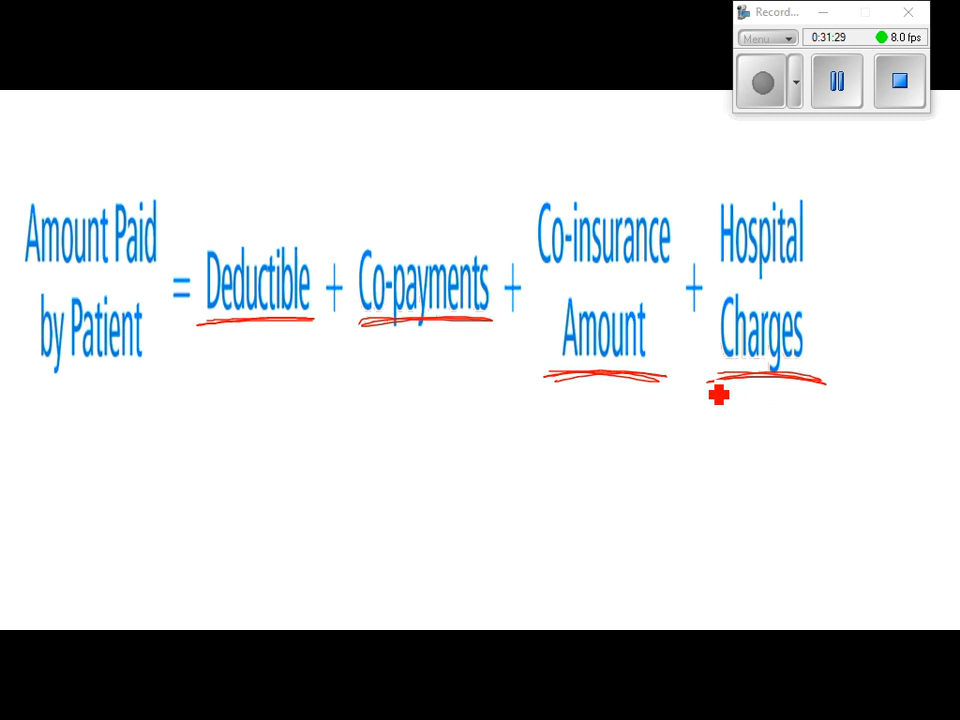 Record...
Menu
0:31:29
8.0 fps
Amount Paid
by Patient
= Deductible + Co-payments +
Co-insurance
Amount
+
Hospital
Charges